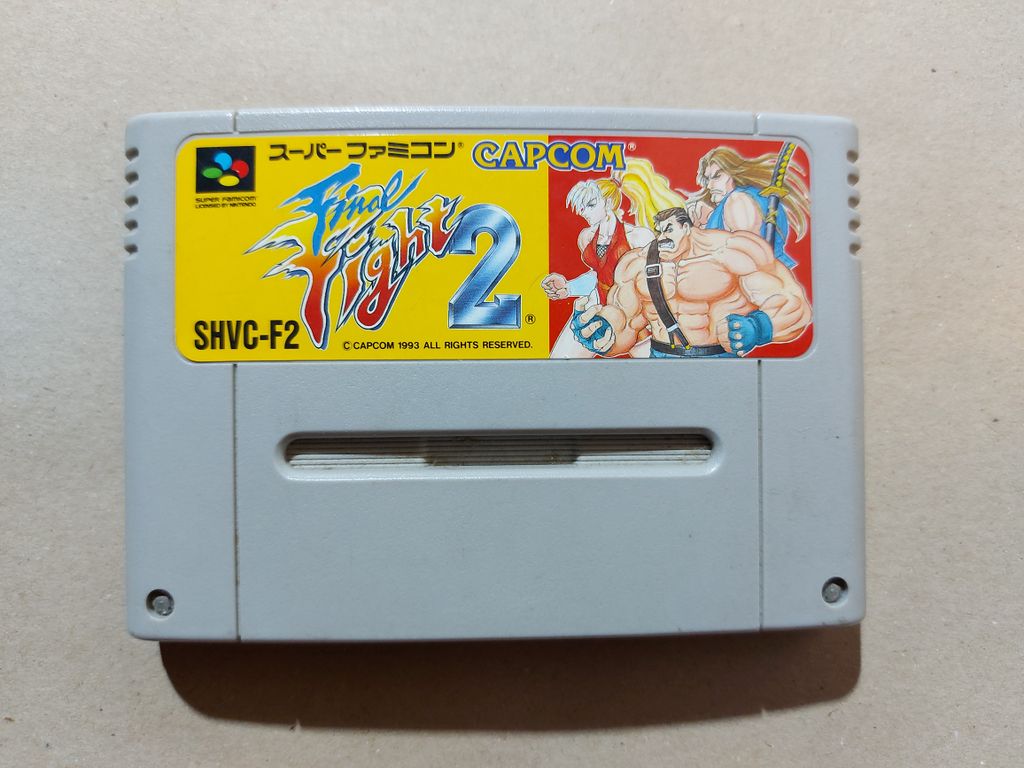 スーパーファミコン®
CAPCOM®
SUPER FAMICOM
LICENSED BY NINTENDO
Final
Fight 2®
SHVC-F2
©CAPCOM 1993 ALL RIGHTS RESERVED.